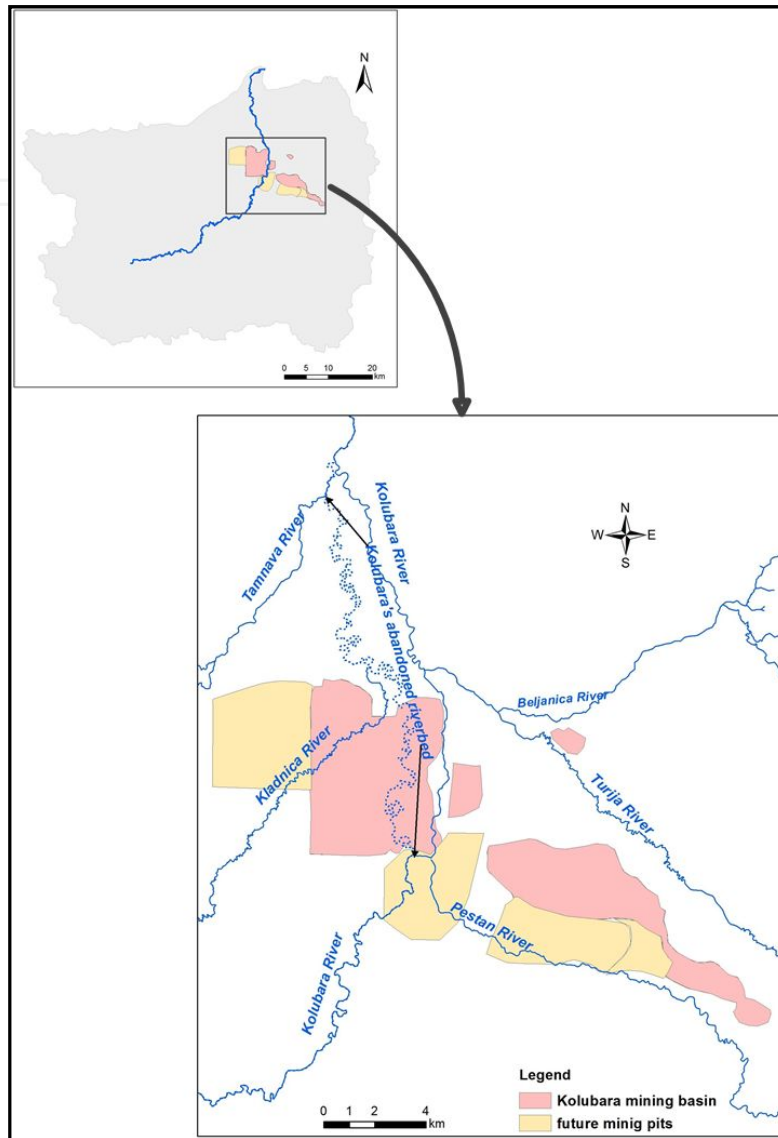 N
0 5 10 20
km
Kolubara River
Tamnava River
Kolubara's abandoned riverbed
N
W E
S
Beljanica River
Kladnica River
Turija River
Pestan River
Kolubara River
Legend
Kolubara mining basin
future minig pits
0 1 2 4
km